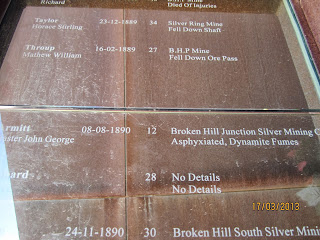 Richard Died Of Injuries
Taylor 23-12-1889 34 Silver Ring Mine
Horace Stirling Fell Down Shaft
Throup 16-02-1889 27 B.H.P Mine
Mathew William Fell Down Ore Pass
rmitt 08-08-1890 12 Broken Hill Junction Silver Mining C
ester John George Asphyxiated, Dynamite Fumes
ard 28 No Details
No Details
24-11-1890 30 Broken Hill South Silver Mini
17/03/2013